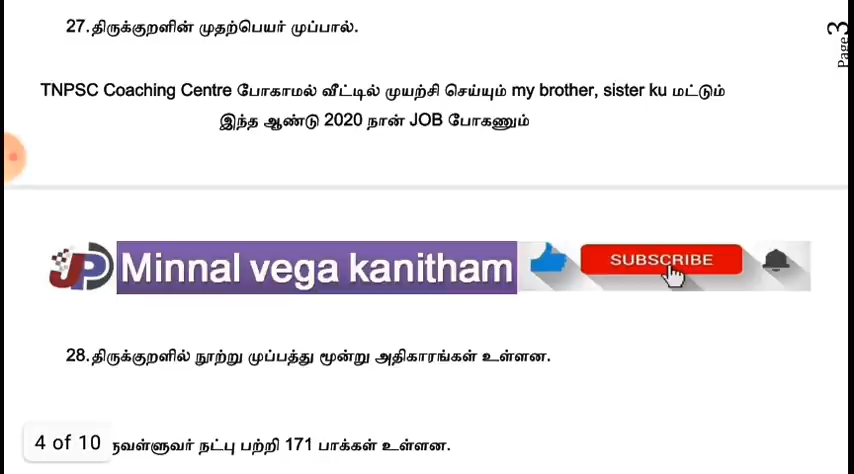 27.திருக்குறளின் முதற்பெயர் முப்பால்.
Page 3
TNPSC Coaching Centre போகாமல் வீட்டில் முயற்சி செய்யும் my brother, sister ku மட்டும்
இந்த ஆண்டு 2020 நான் JOB போகணும்
JP Minnal vega kanitham SUBSCRIBE
28.திருக்குறளில் நூற்று முப்பத்து மூன்று அதிகாரங்கள் உள்ளன.
4 of 10
நட்பு பற்றி 171 பாக்கள் உள்ளன.